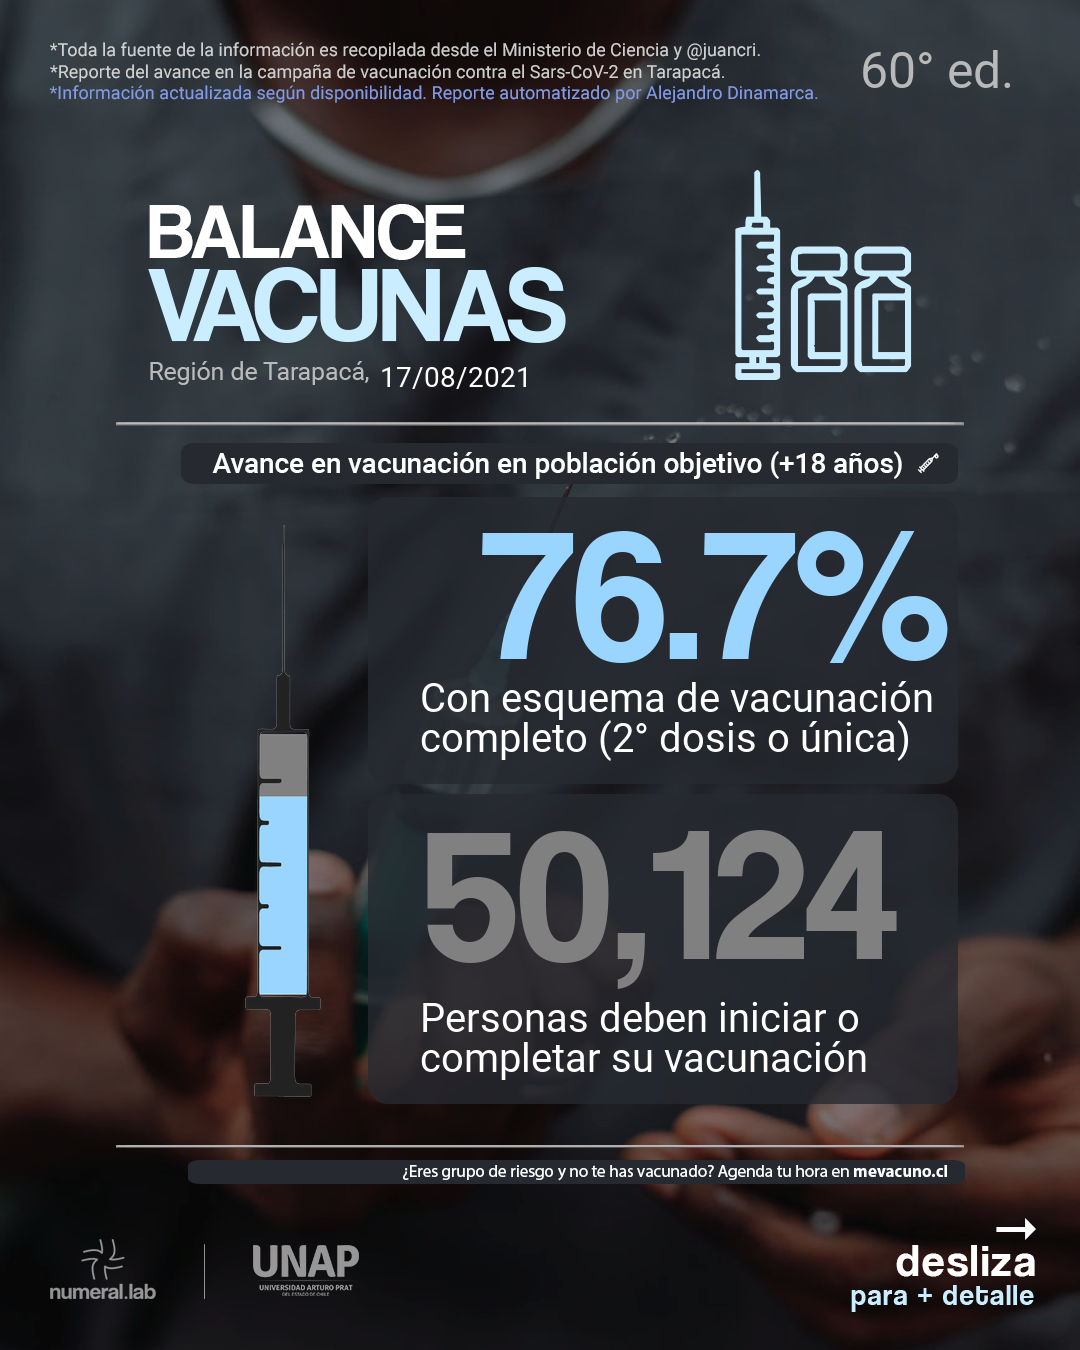 *Toda la fuente de la información es recopilada desde el Ministerio de Ciencia y @juancri.
*Reporte del avance en la campaña de vacunación contra el Sars-CoV-2 en Tarapacá.
*Información actualizada según disponibilidad. Reporte automatizado por Alejandro Dinamarca.
60° ed.
BALANCE
VACUNAS
Región de Tarapacá, 17/08/2021
Avance en vacunación en población objetivo (+18 años)
76.7%
Con esquema de vacunación
completo (2° dosis o única)
50,124
Personas deben iniciar o
completar su vacunación
¿Eres grupo de riesgo y no te has vacunado? Agenda tu hora en mevacuno.cl
numeral.lab
UNAP
UNIVERSIDAD ARTURO PRAT
DEL ESTADO DE CHILE
desliza
para + detalle